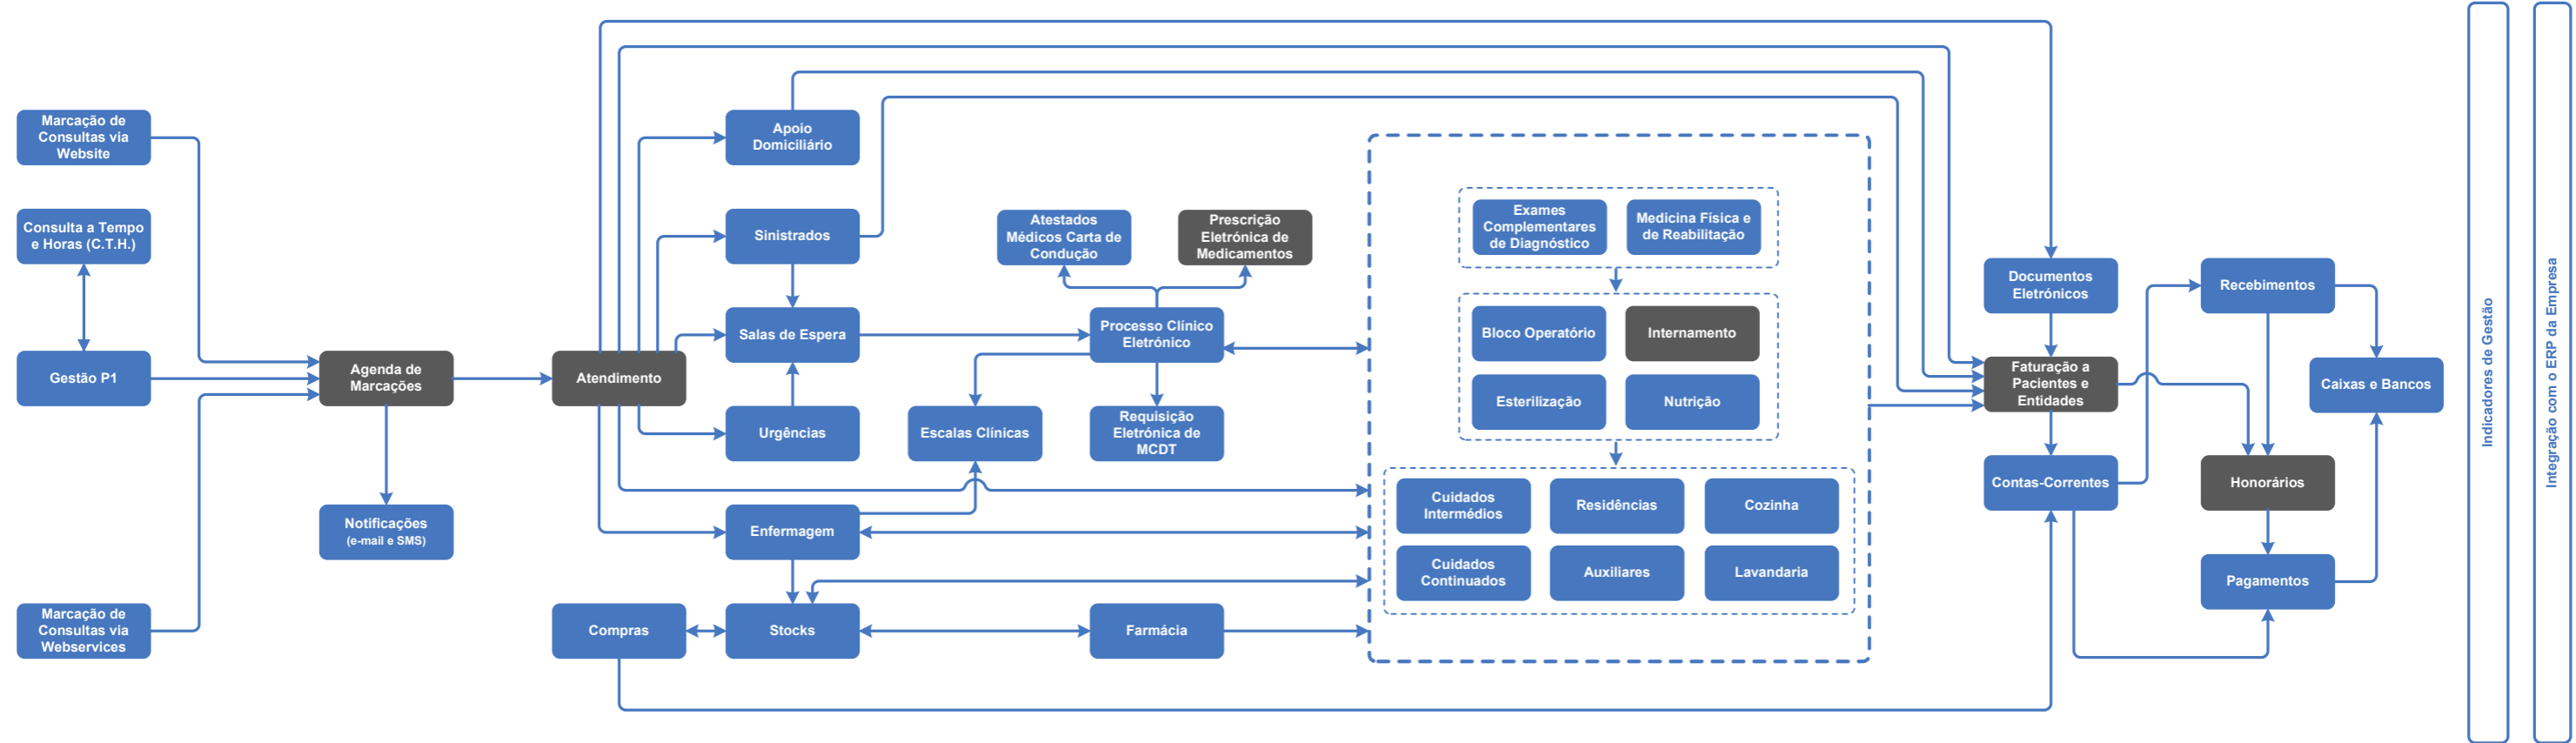 Marcação de
Consultas via
Website
Consulta a Tempo
e Horas (C.T.H.)
Gestão P1
Marcação de
Consultas via
Webservices
Agenda de
Marcações
Notificações
(e-mail e SMS)
Atendimento
Compras
Apoio
Domiciliário
Sinistrados
Salas de Espera
Urgências
Enfermagem
Stocks
Escalas Clínicas
Atestados
Médicos Carta de
Condução
Prescrição
Eletrónica de
Medicamentos
Processo Clínico
Eletrónico
Requisição
Eletrónica de
MCDT
Farmácia
Exames
Complementares
de Diagnóstico
Medicina Física e
de Reabilitação
Bloco Operatório
Internamento
Esterilização
Nutrição
Cuidados
Intermédios
Residências
Cozinha
Cuidados
Continuados
Auxiliares
Lavandaria
Documentos
Eletrónicos
Faturação a
Pacientes e
Entidades
Contas-Correntes
Recebimentos
Caixas e Bancos
Honorários
Pagamentos
Indicadores de Gestão
Integração com o ERP da Empresa